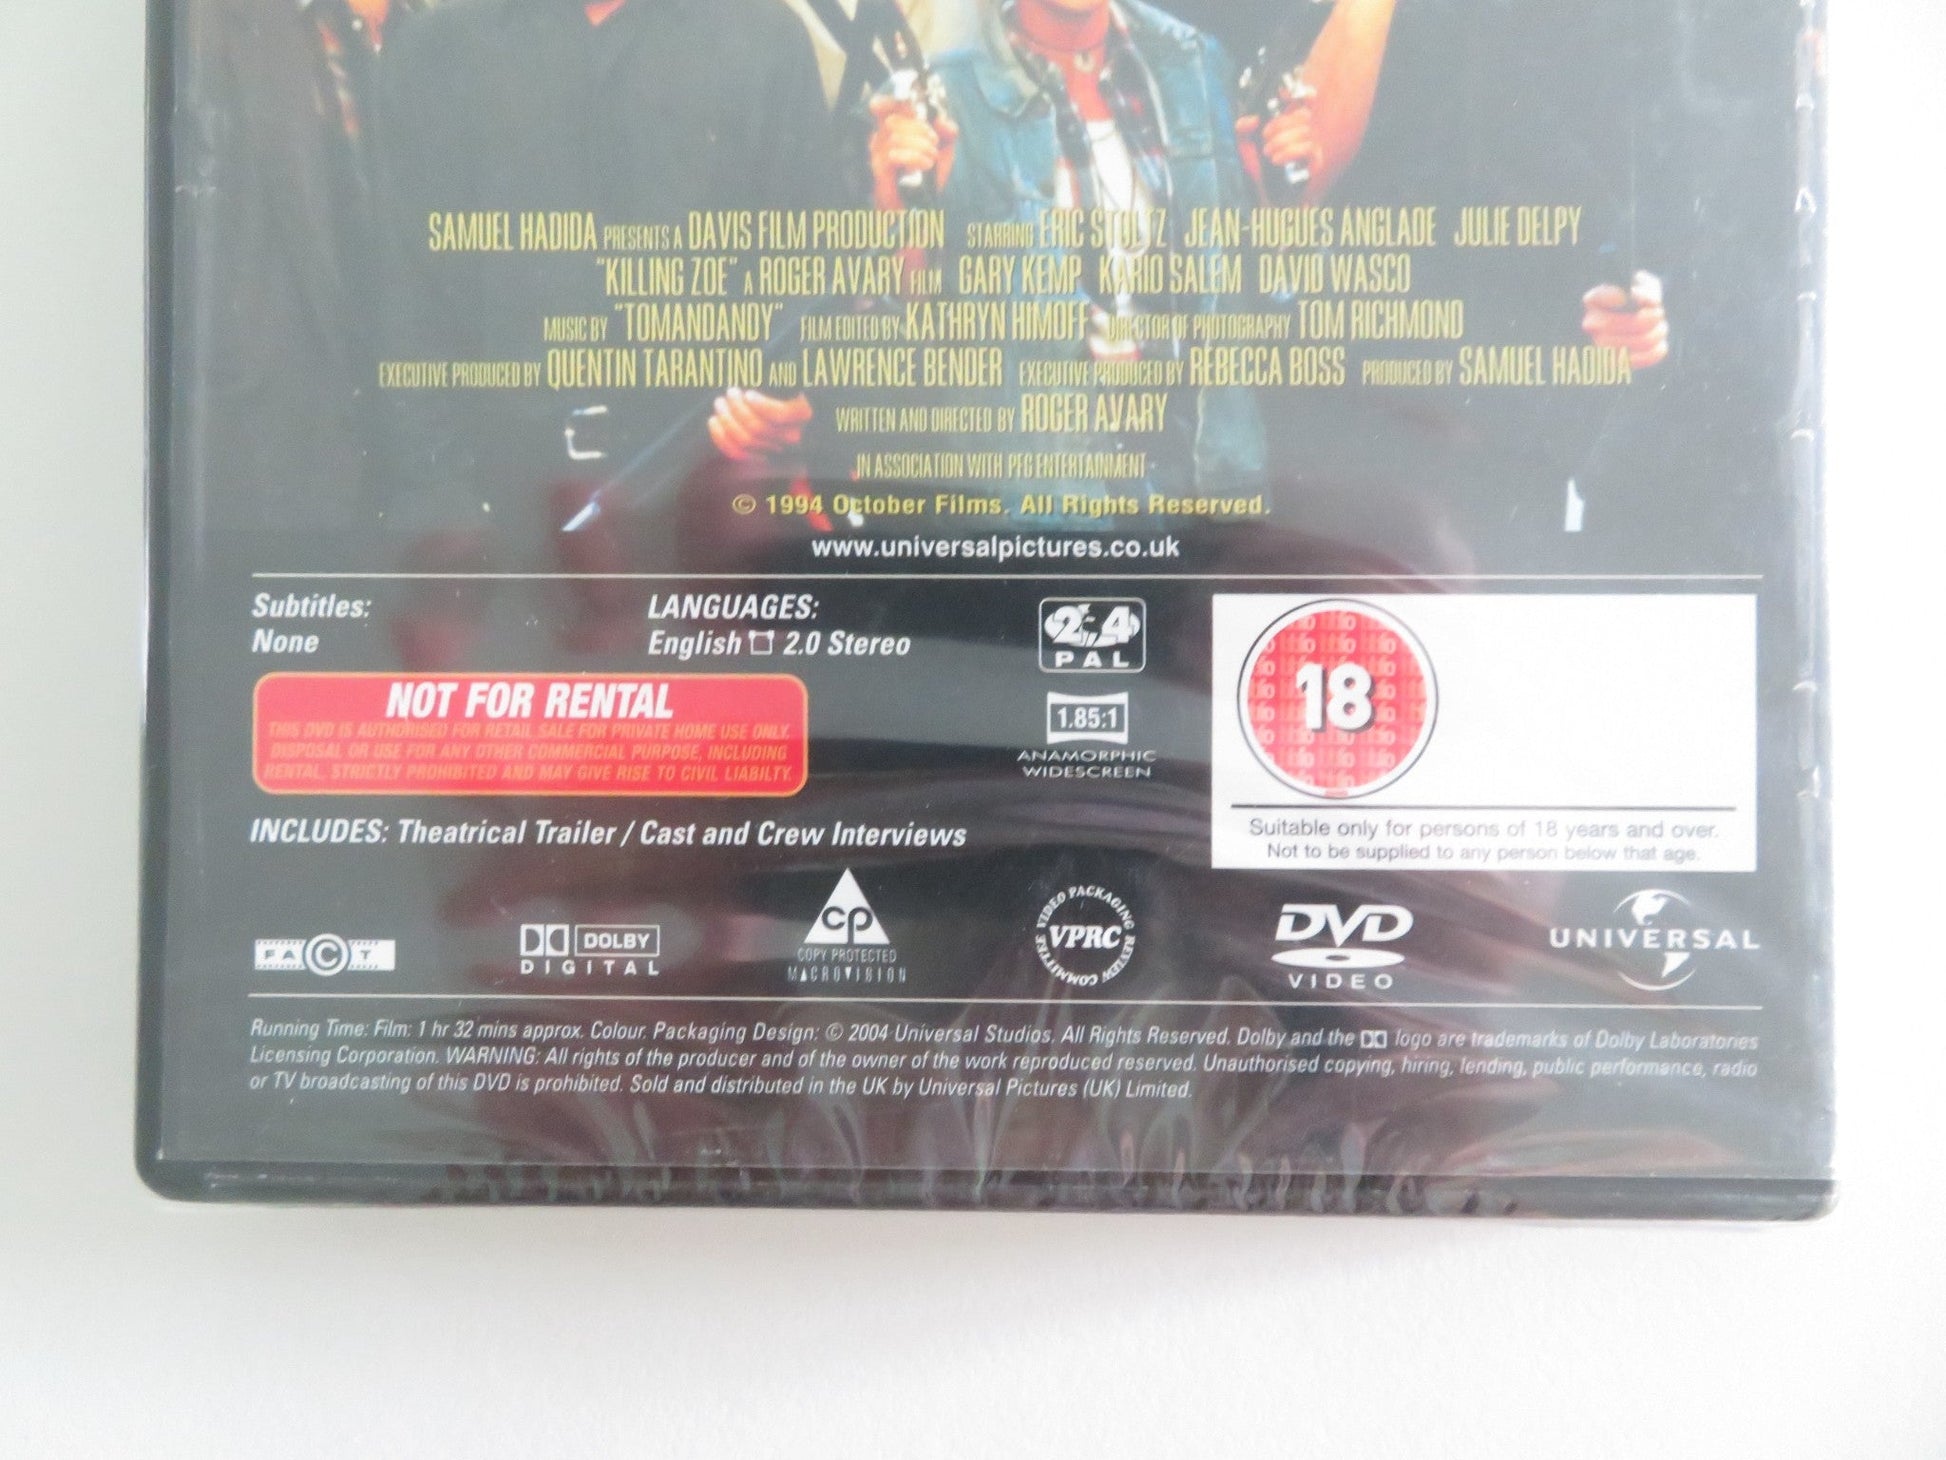 SAMUEL HADIDA PRESENTS A DAVIS FILM PRODUCTION STARRING ERIC STOLTZ JEAN-HUGUES ANGLADE JULIE DELPY
"KILLING ZOE" A ROGER AVARY FILM GARY KEMP KARIO SALEM DAVID WASCO
MUSIC BY "TOMANDANDY" FILM EDITED BY KATHRYN HIMOFF DIRECTOR OF PHOTOGRAPHY TOM RICHMOND
EXECUTIVE PRODUCED BY QUENTIN TARANTINO AND LAWRENCE BENDER EXECUTIVE PRODUCED BY REBECCA BOSS PRODUCED BY SAMUEL HADIDA
WRITTEN AND DIRECTED BY ROGER AVARY
IN ASSOCIATION WITH PFG ENTERTAINMENT
© 1994 October Films. All Rights Reserved.
www.universalpictures.co.uk
Subtitles:
None
LANGUAGES:
English 2.0 Stereo
NOT FOR RENTAL
THIS DVD IS AUTHORISED FOR RETAIL SALE FOR PRIVATE HOME USE ONLY.
DISPOSAL OR USE FOR ANY OTHER COMMERCIAL PURPOSE, INCLUDING
RENTAL, STRICTLY PROHIBITED AND MAY GIVE RISE TO CIVIL LIABILTY.
2 4
PAL
1.85:1
ANAMORPHIC
WIDESCREEN
18
Suitable only for persons of 18 years and over.
Not to be supplied to any person below that age.
INCLUDES: Theatrical Trailer / Cast and Crew Interviews
FACT
DOLBY
DIGITAL
cp
COPY PROTECTED
MACROVISION
VIDEO PACKAGING REVIEW COMMITTEE
VPRC
DVD
VIDEO
UNIVERSAL
Running Time: Film: 1 hr 32 mins approx. Colour. Packaging Design: © 2004 Universal Studios. All Rights Reserved. Dolby and the logo are trademarks of Dolby Laboratories
Licensing Corporation. WARNING: All rights of the producer and of the owner of the work reproduced reserved. Unauthorised copying, hiring, lending, public performance, radio
or TV broadcasting of this DVD is prohibited. Sold and distributed in the UK by Universal Pictures (UK) Limited.